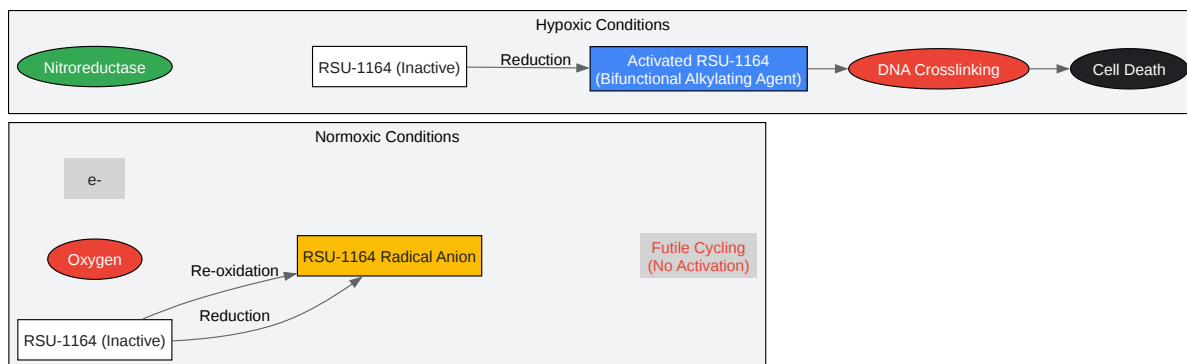 Hypoxic Conditions
Nitroreductase
RSU-1164 (Inactive)
Reduction
Activated RSU-1164
(Bifunctional Alkylating Agent)
DNA Crosslinking
Cell Death
Normoxic Conditions
e-
Oxygen
Re-oxidation
RSU-1164 Radical Anion
Futile Cycling
(No Activation)
Reduction
RSU-1164 (Inactive)